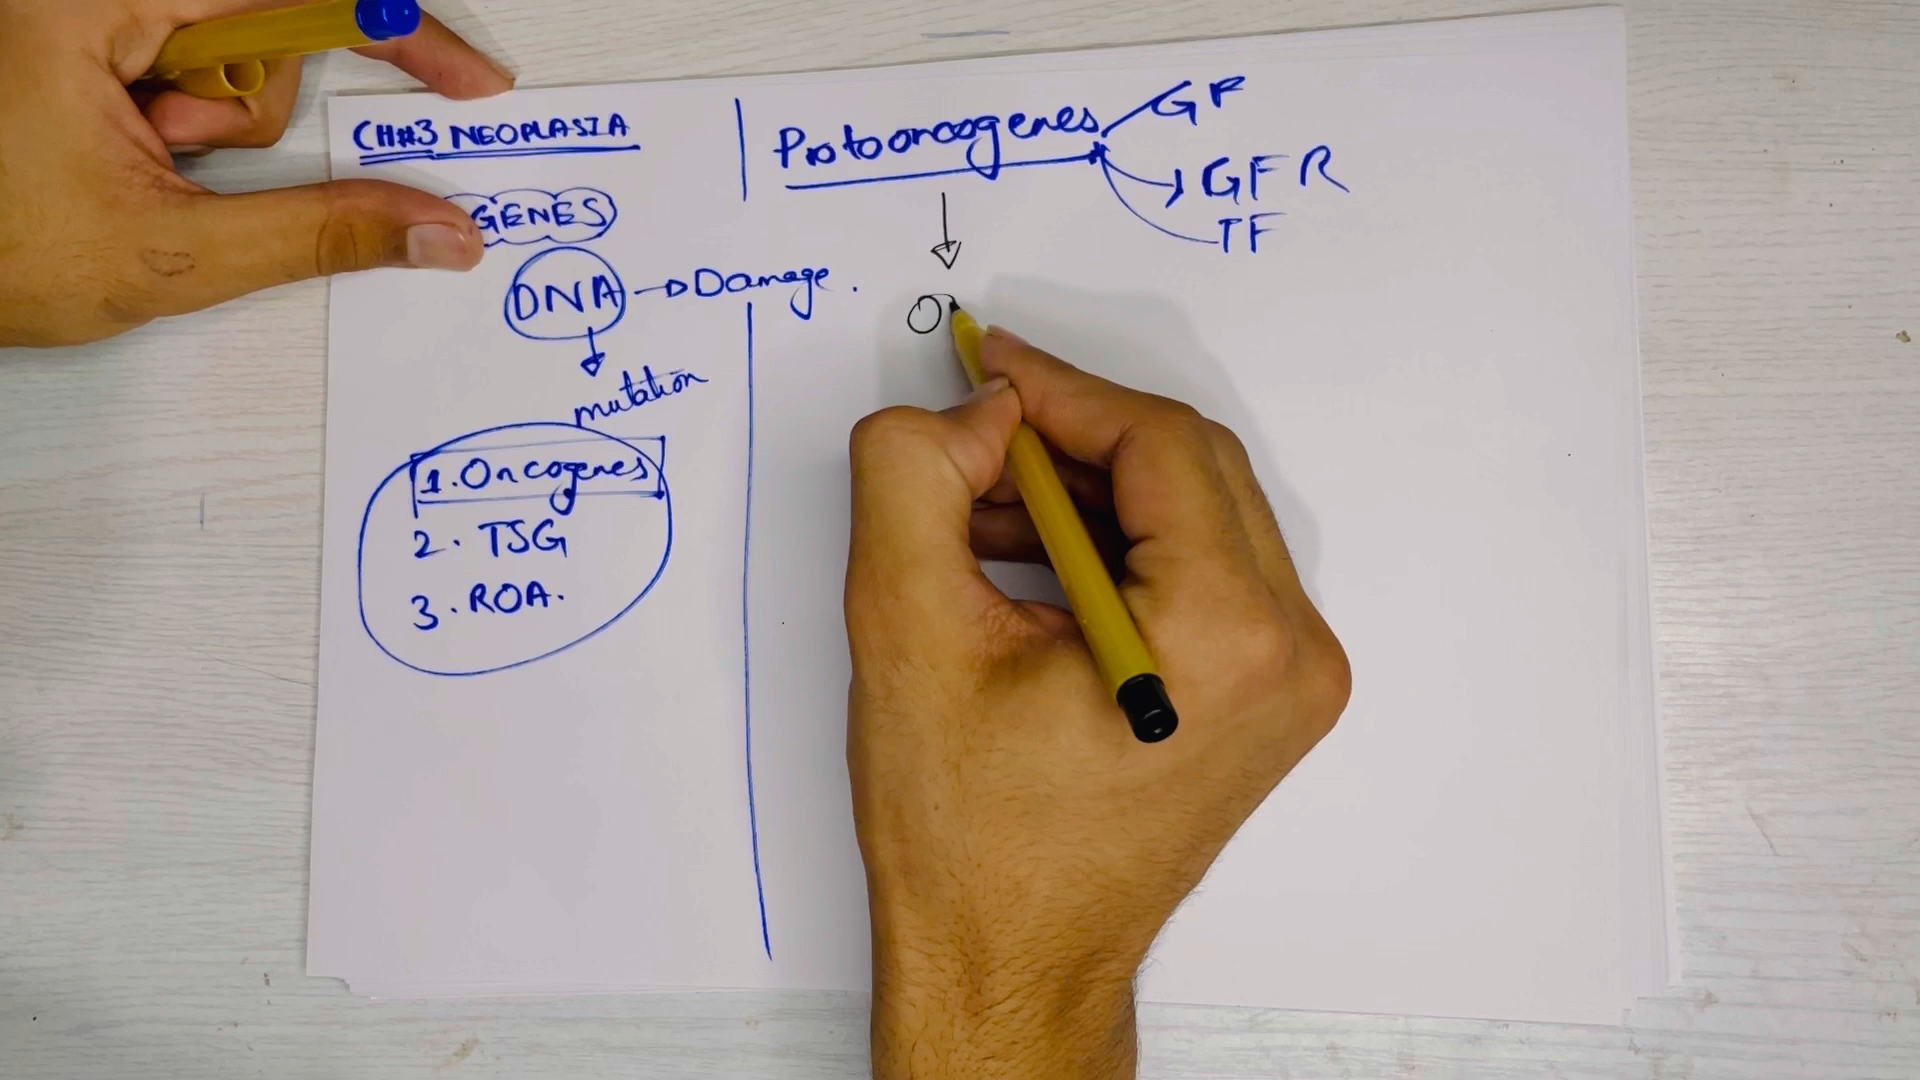 CH#3 NEOPLASIA
GENES
DNA → Damage.
mutation
1. Oncogenes
2. TSG
3. ROA.
Protooncogenes
GF
GFR
TF